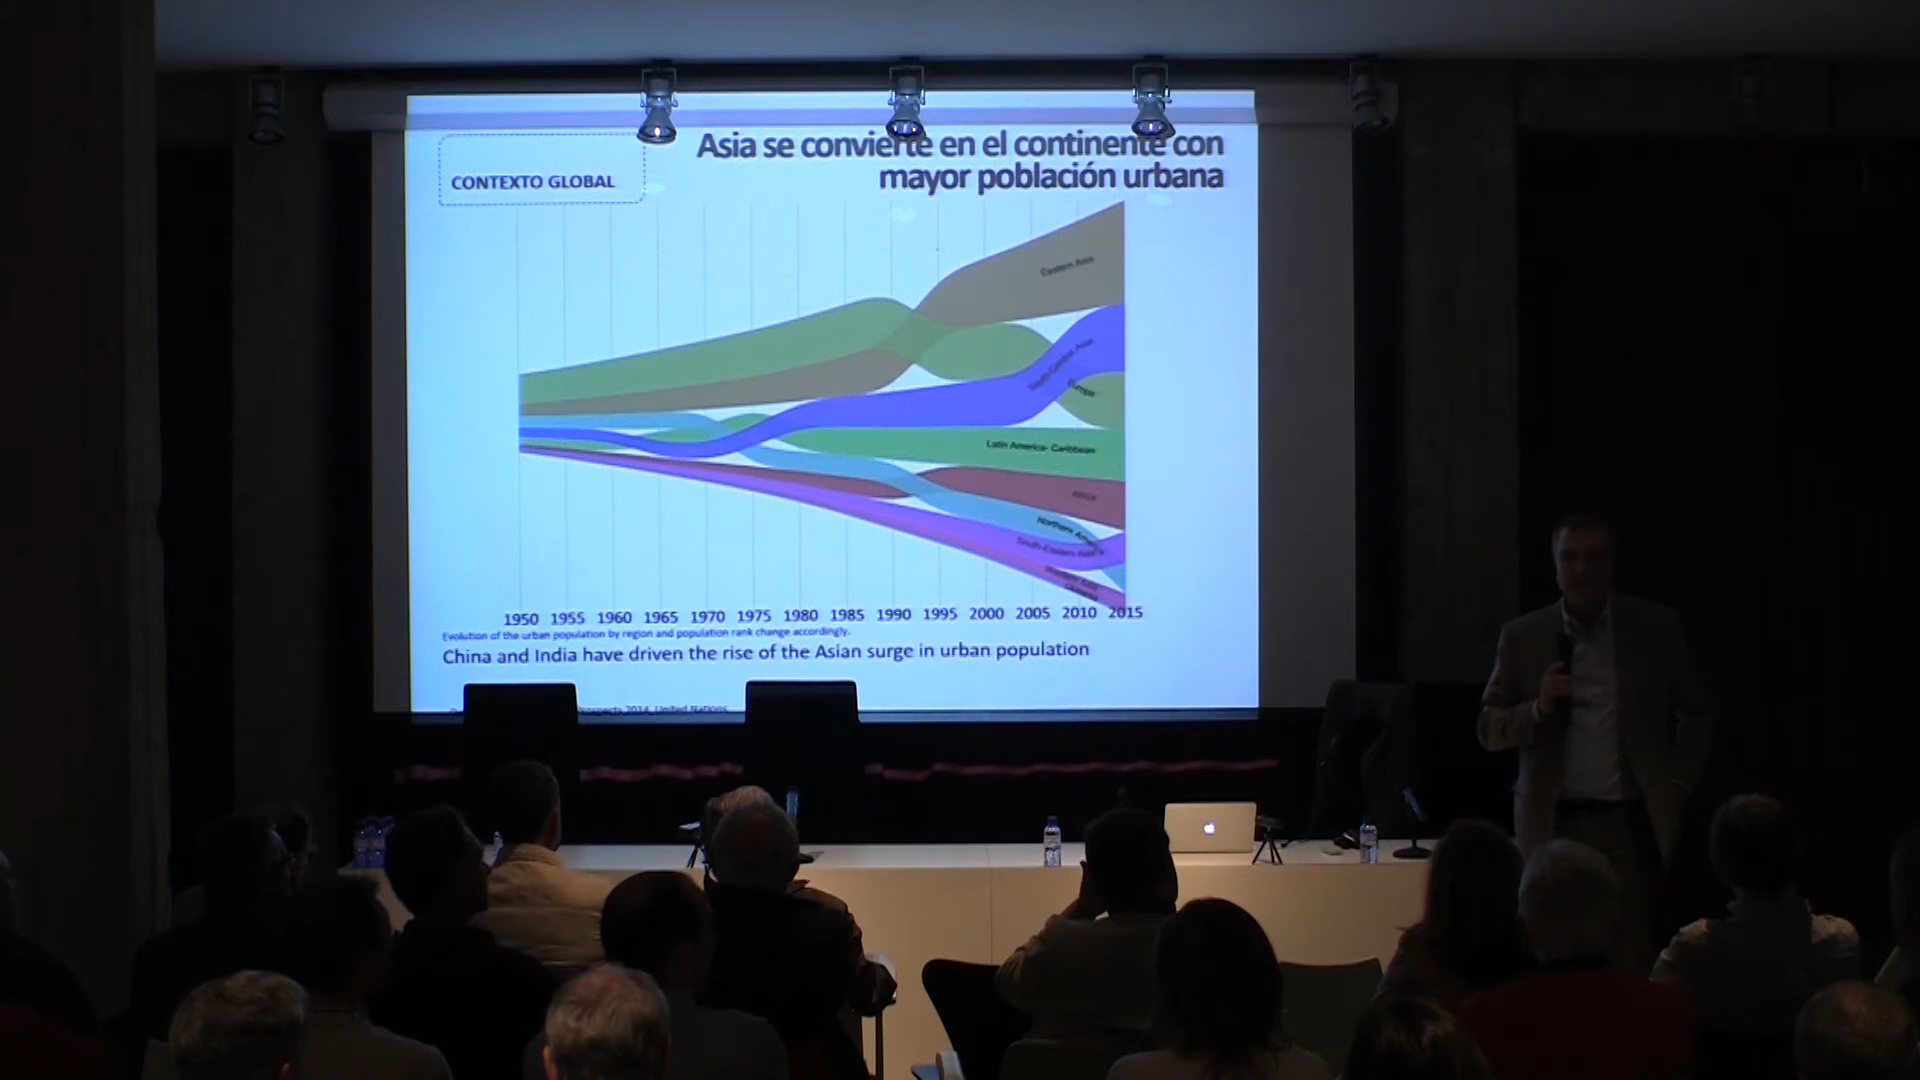 Asia se convierte en el continente con
mayor población urbana
CONTEXTO GLOBAL
Eastern Asia
South-Central Asia
Europe
Latin America- Caribbean
Africa
Northern America
South-Eastern Asia
Western Asia
Oceania
1950 1955 1960 1965 1970 1975 1980 1985 1990 1995 2000 2005 2010 2015
Evolution of the urban population by region and population rank change accordingly.
China and India have driven the rise of the Asian surge in urban population
2014, United Nations